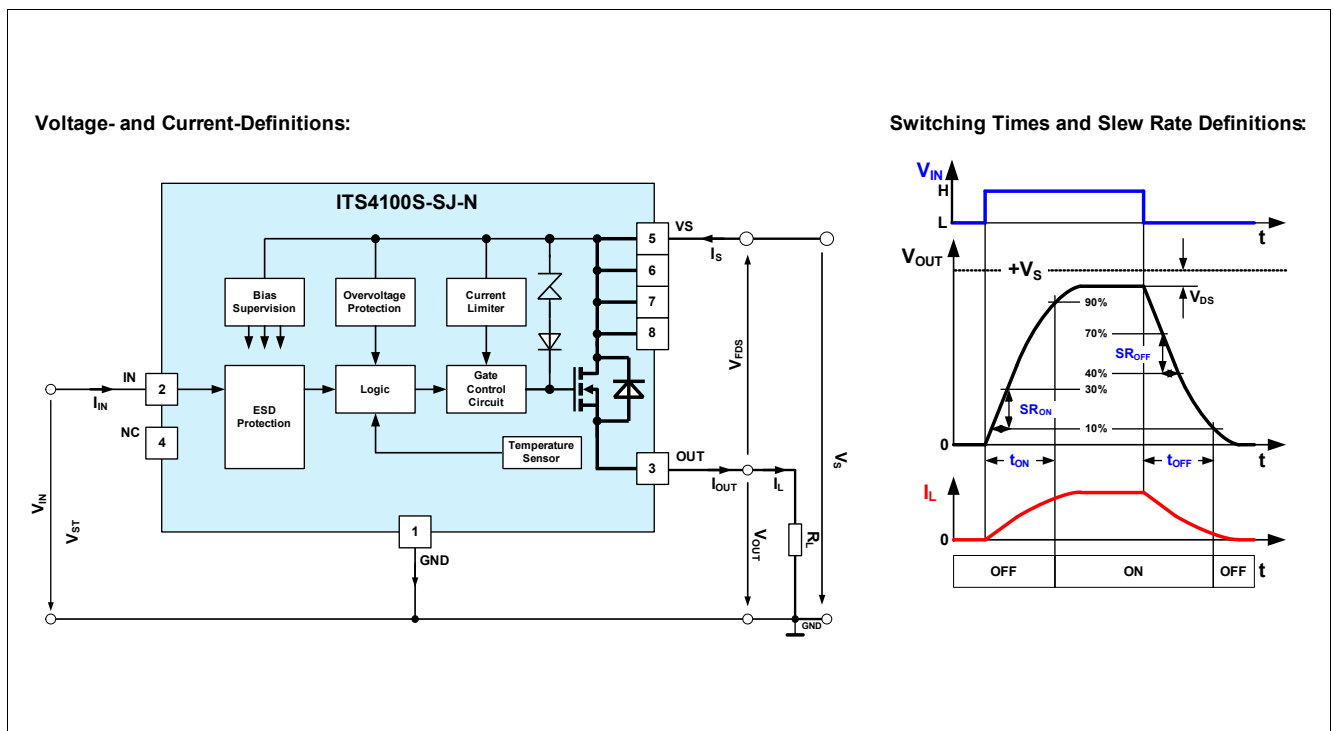 Voltage- and Current-Definitions:
Switching Times and Slew Rate Definitions:
ITS4100S-SJ-N
VS
5
IS
6
7
8
Bias
Supervision
Overvoltage
Protection
Current
Limiter
VFDS
IN
2
IIN
ESD
Protection
Logic
Gate
Control
Circuit
NC
4
Temperature
Sensor
OUT
3
IOUT
IL
VS
VIN
VST
1
GND
VOUT
RL
GND
VIN
H
L
t
VOUT
+VS
VDS
90%
70%
SROFF
40%
30%
SRON
10%
0
tON
tOFF
t
IL
0
OFF
ON
OFF
t